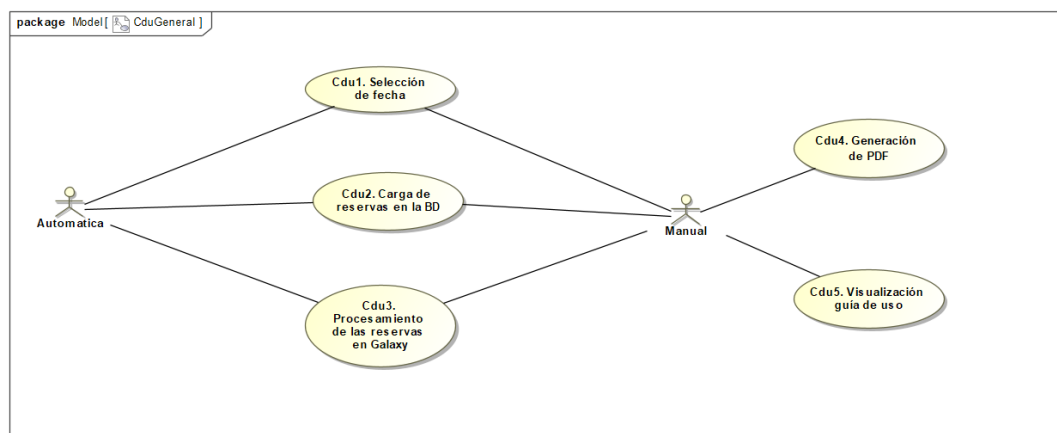 package Model [ CduGeneral ]
Cdu1. Selección
de fecha
Cdu2. Carga de
reservas en la BD
Cdu3.
Procesamiento
de las reservas
en Galaxy
Automatica
Manual
Cdu4. Generación
de PDF
Cdu5. Visualización
guía de uso